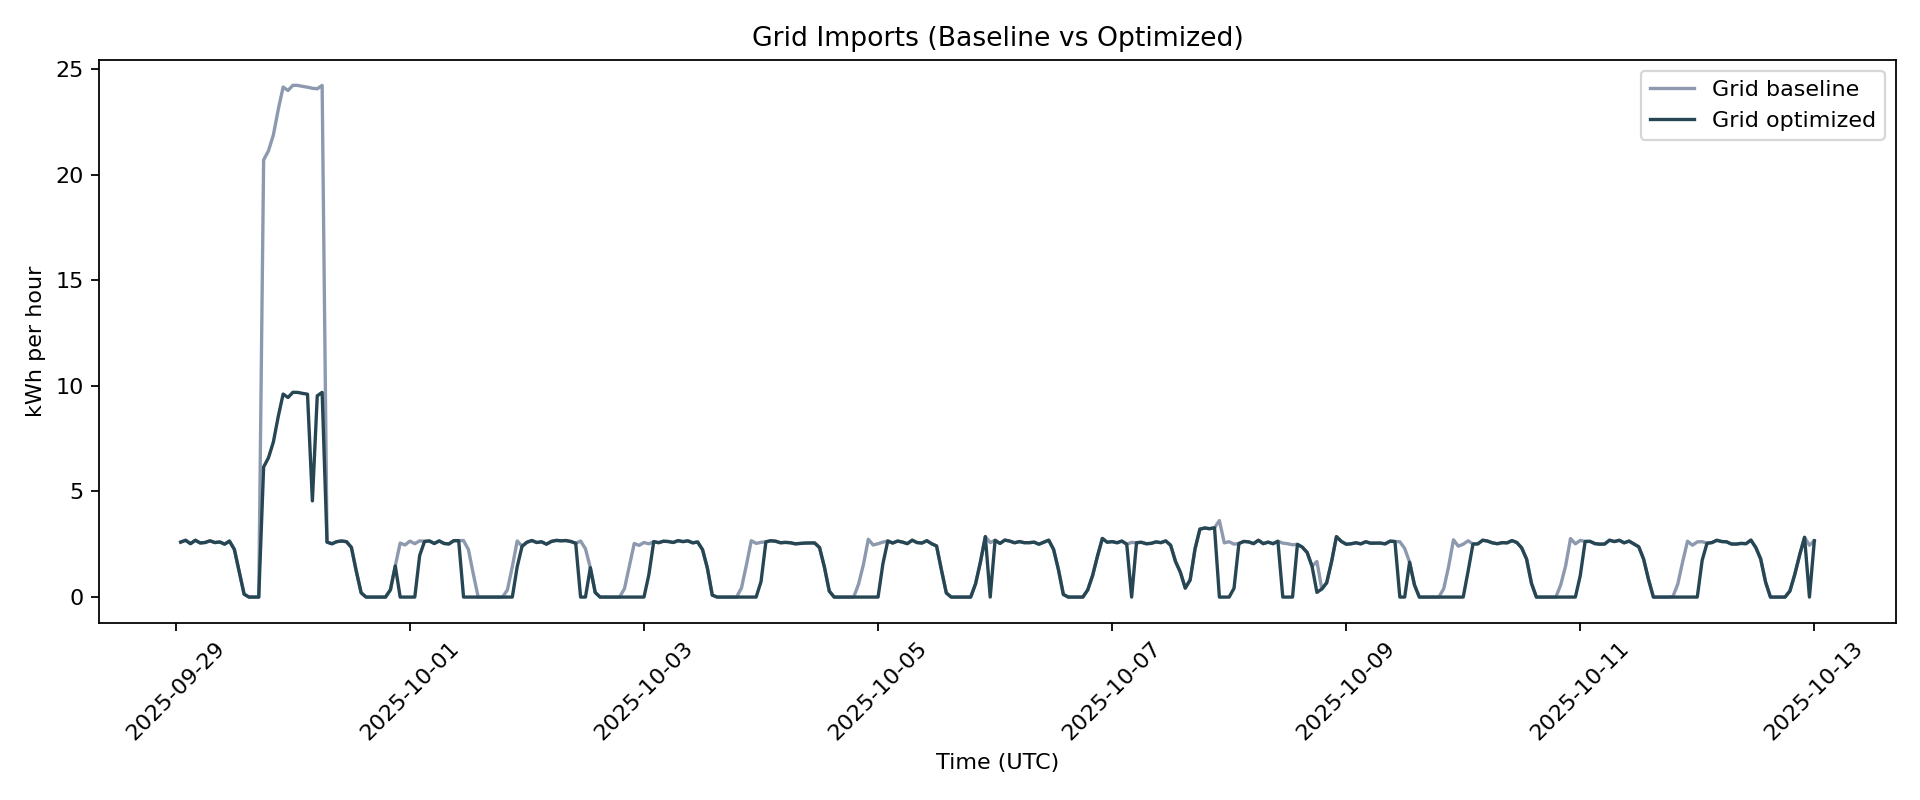 Grid Imports (Baseline vs Optimized)
Grid baseline
Grid optimized
kWh per hour
25
20
15
10
5
0
2025-09-29
2025-10-01
2025-10-03
2025-10-05
2025-10-07
2025-10-09
2025-10-11
2025-10-13
Time (UTC)